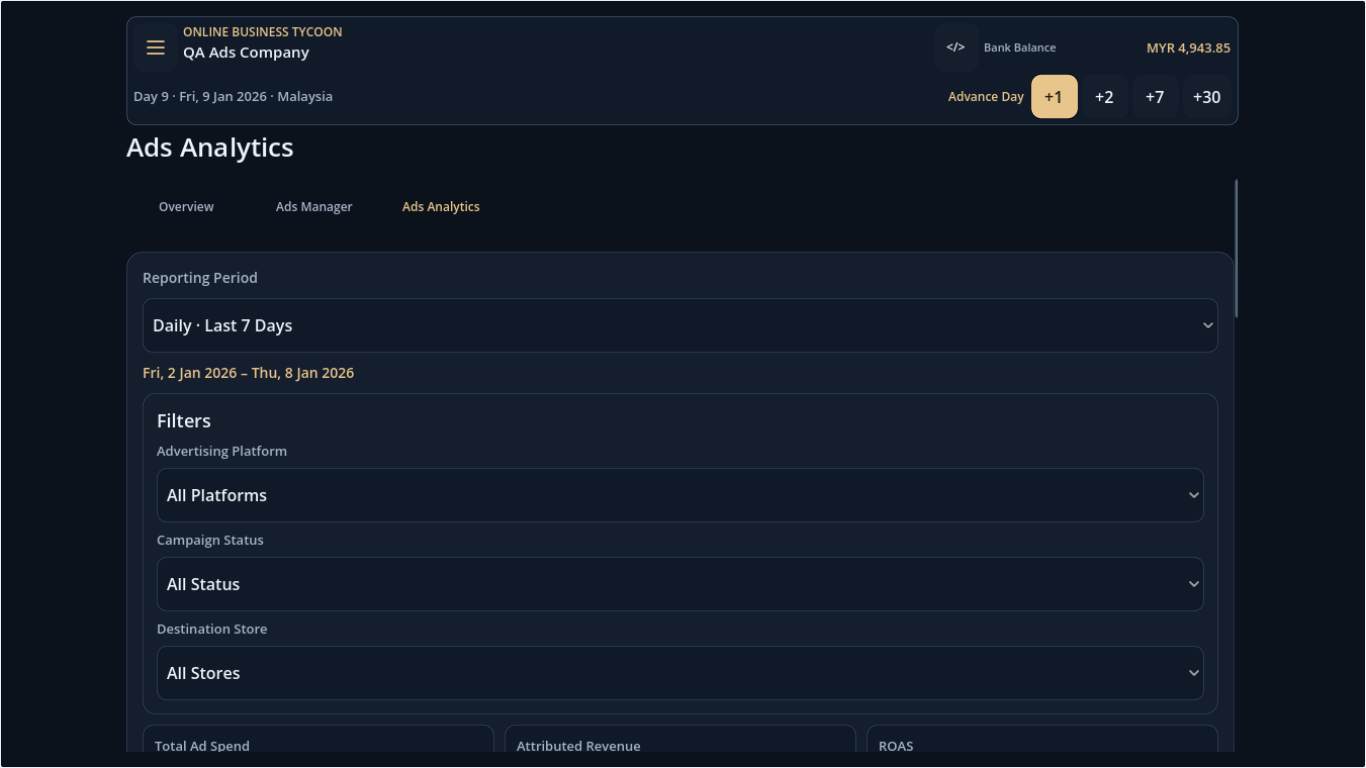 ONLINE BUSINESS TYCOON
QA Ads Company
</> Bank Balance MYR 4,943.85
Day 9 · Fri, 9 Jan 2026 · Malaysia
Advance Day +1 +2 +7 +30
Ads Analytics
Overview Ads Manager Ads Analytics
Reporting Period
Daily · Last 7 Days
Fri, 2 Jan 2026 – Thu, 8 Jan 2026
Filters
Advertising Platform
All Platforms
Campaign Status
All Status
Destination Store
All Stores
Total Ad Spend Attributed Revenue ROAS